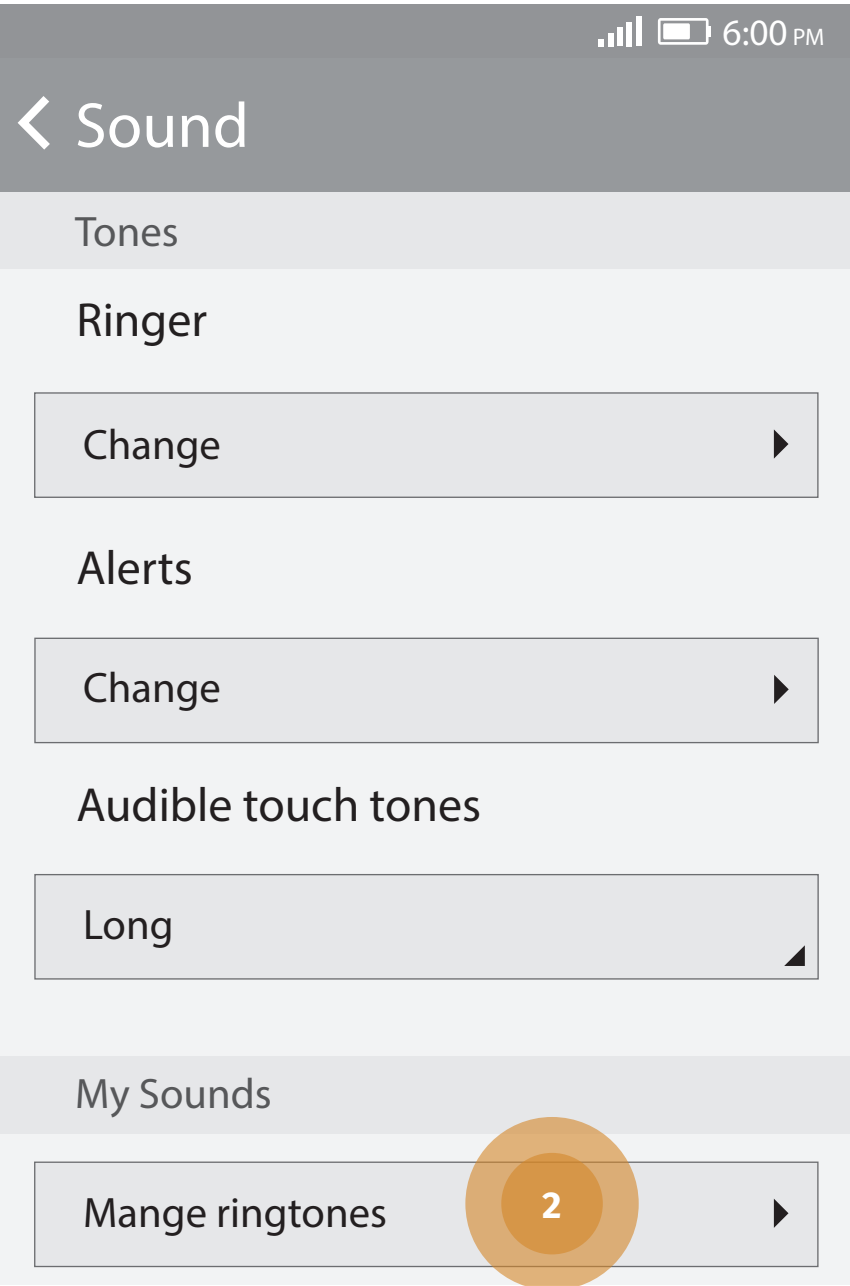 6:00 PM
Sound
Tones
Ringer
Change
Alerts
Change
Audible touch tones
Long
My Sounds
Mange ringtones
2